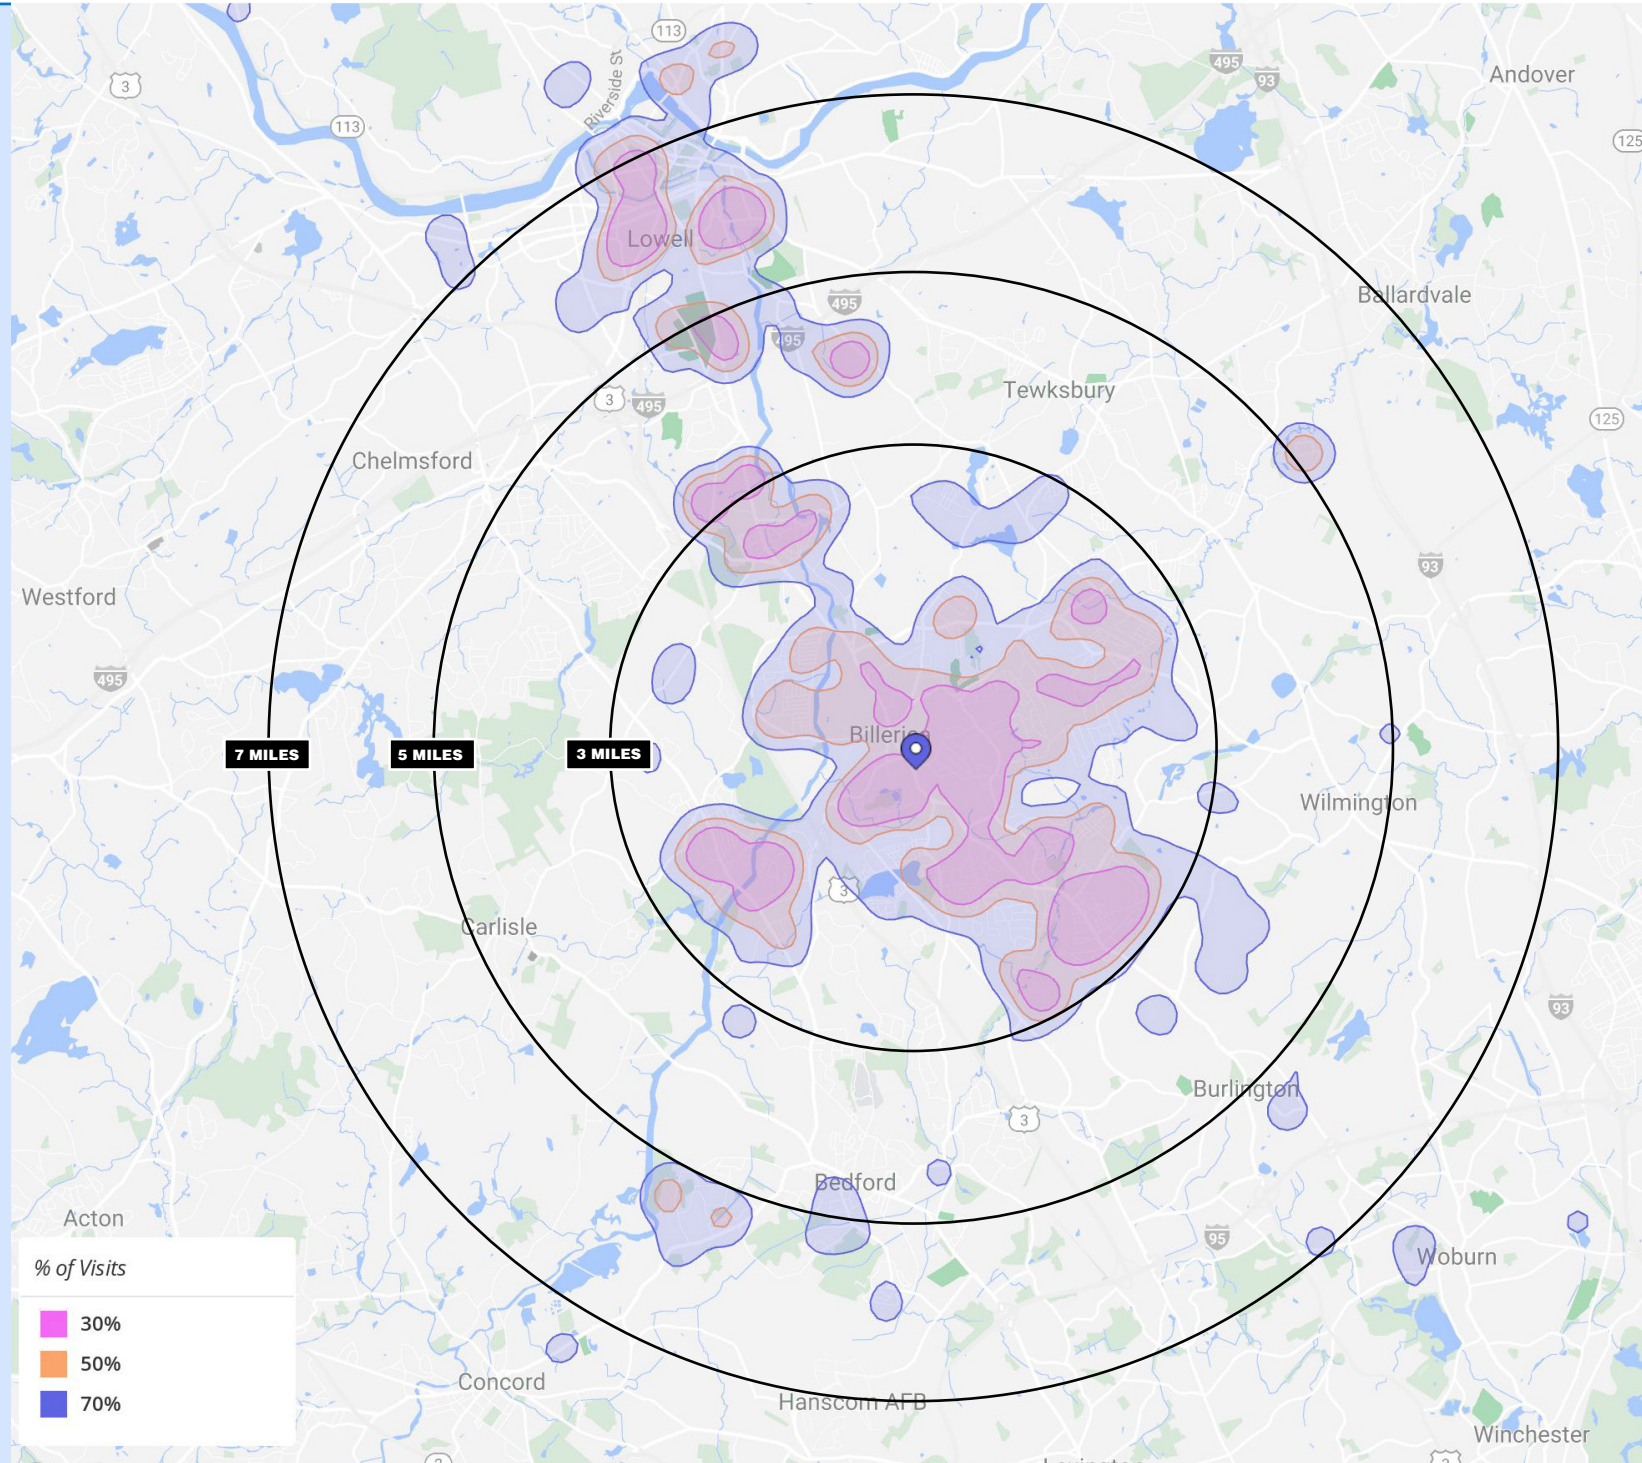 113
Riverside St
3
495
93
Andover
113
125
Lowell
495
Ballardvale
495
3
495
Tewksbury
125
Chelmsford
93
Westford
495
Billerica
7 MILES
5 MILES
3 MILES
Wilmington
3
Carlisle
93
Burlington
3
Bedford
Acton
95
Woburn
% of Visits
30%
50%
70%
Concord
Hanscom AFB
Winchester